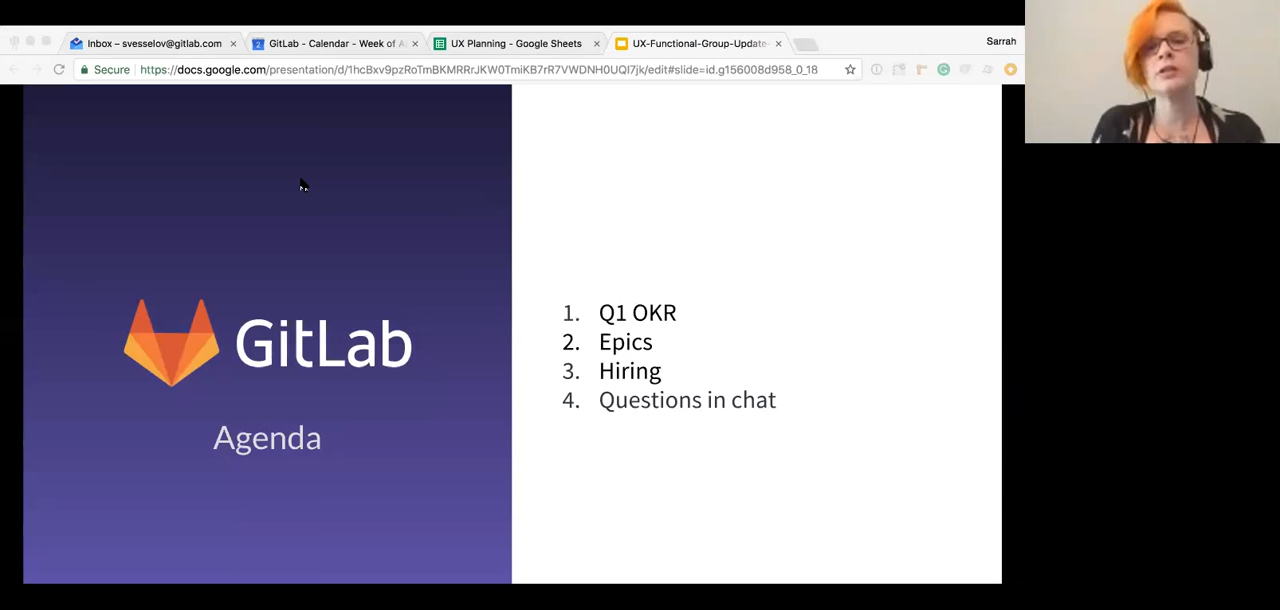 Inbox – svesselov@gitlab.com
GitLab - Calendar - Week of A
UX Planning - Google Sheets
UX-Functional-Group-Update-
Sarrah
Secure
https://docs.google.com/presentation/d/1hcBxv9pzRoTmBKMRRtJKW0TmiKB7rR7VWDNH0UQI7jk/edit#slide=id.g156008d958_0_18
GitLab
Agenda
1. Q1 OKR
2. Epics
3. Hiring
4. Questions in chat